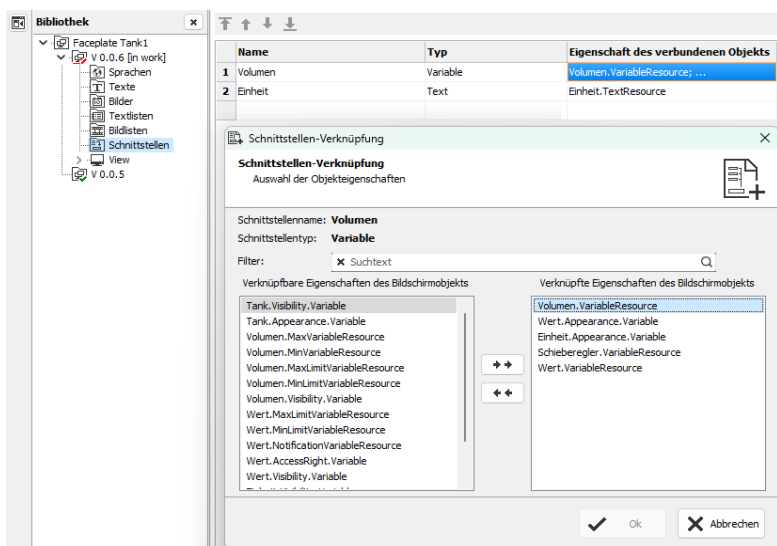 Bibliothek
Faceplate Tank1
V 0.0.6 [in work]
Sprachen
Texte
Bilder
Textlisten
Bildlisten
Schnittstellen
View
V 0.0.5
Name Typ Eigenschaft des verbundenen Objekts
1 Volumen Variable Volumen.VariableResource; ...
2 Einheit Text Einheit.TextResource
Schnittstellen-Verknüpfung
Schnittstellen-Verknüpfung
Auswahl der Objekteigenschaften
Schnittstellenname: Volumen
Schnittstellentyp: Variable
Filter: Suchtext
Verknüpfbare Eigenschaften des Bildschirmobjekts
Tank.Visibility.Variable
Tank.Appearance.Variable
Volumen.MaxVariableResource
Volumen.MinVariableResource
Volumen.MaxLimitVariableResource
Volumen.MinLimitVariableResource
Volumen.Visibility.Variable
Wert.MaxLimitVariableResource
Wert.MinLimitVariableResource
Wert.NotificationVariableResource
Wert.AccessRight.Variable
Wert.Visibility.Variable
Verknüpfte Eigenschaften des Bildschirmobjekts
Volumen.VariableResource
Wert.Appearance.Variable
Einheit.Appearance.Variable
Schieberegler.VariableResource
Wert.VariableResource
Ok Abbrechen